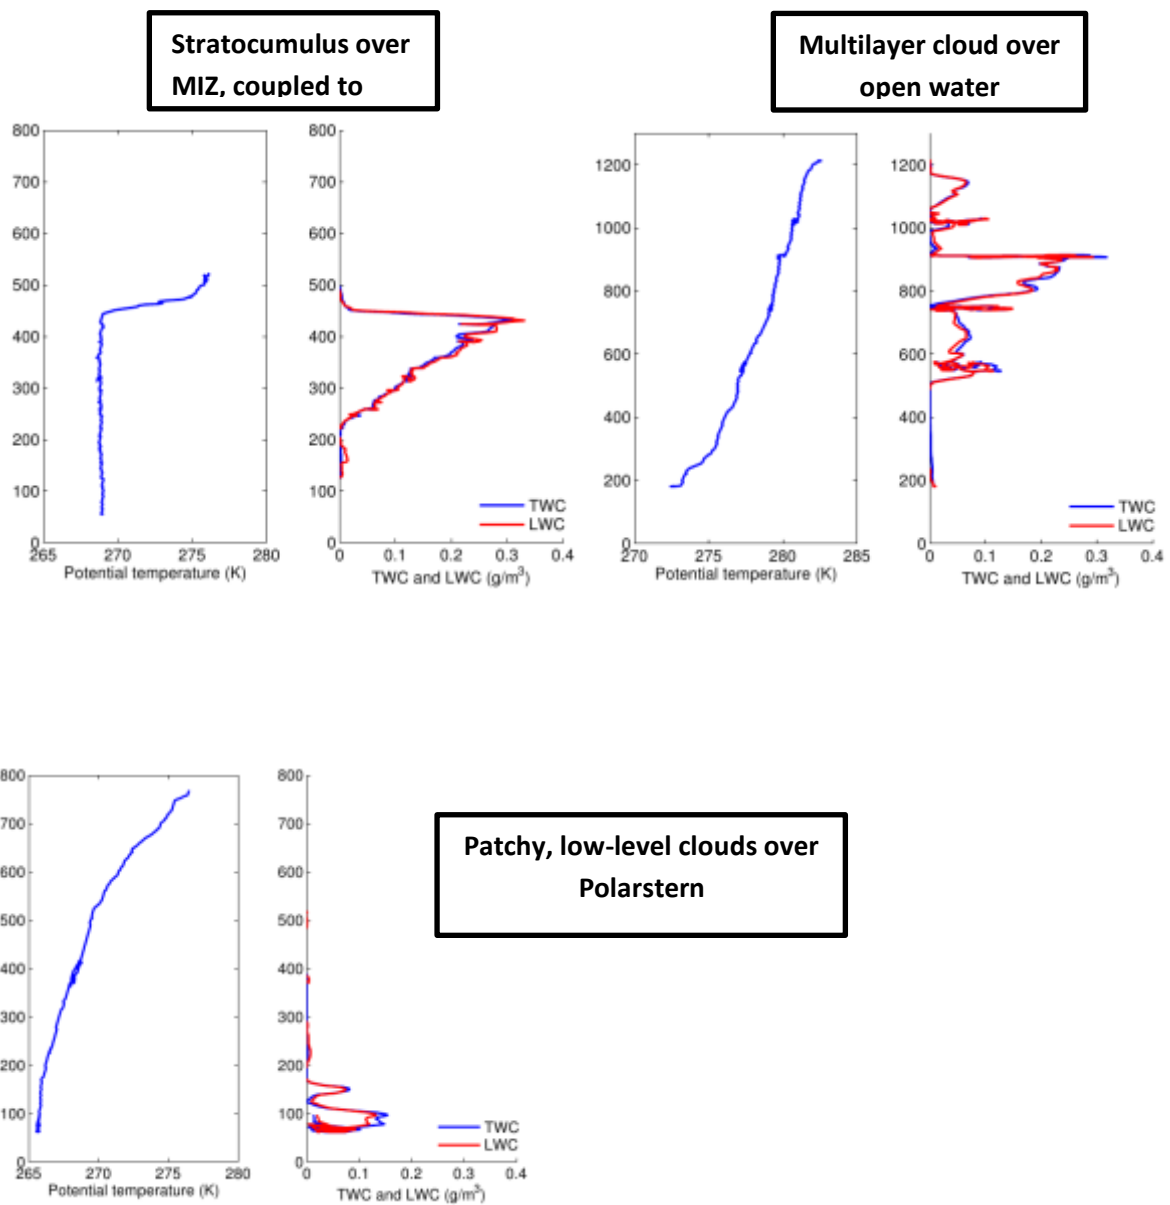 Stratocumulus over
MIZ, coupled to
Multilayer cloud over
open water
800
700
600
500
400
300
200
100
0
265 270 275 280
Potential temperature (K)
800
700
600
500
400
300
200
100
0
TWC
LWC
0 0.1 0.2 0.3 0.4
TWC and LWC (g/m³)
1200
1000
800
600
400
200
0
270 275 280 285
Potential temperature (K)
1200
1000
800
600
400
200
0
TWC
LWC
0 0.1 0.2 0.3 0.4
TWC and LWC (g/m³)
800
700
600
500
400
300
200
100
0
265 270 275 280
Potential temperature (K)
800
700
600
500
400
300
200
100
0
TWC
LWC
0 0.1 0.2 0.3 0.4
TWC and LWC (g/m³)
Patchy, low-level clouds over
Polarstern